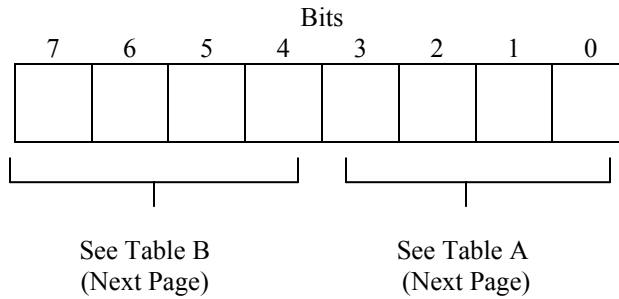 Bits
7 6 5 4 3 2 1 0
See Table B
(Next Page)
See Table A
(Next Page)